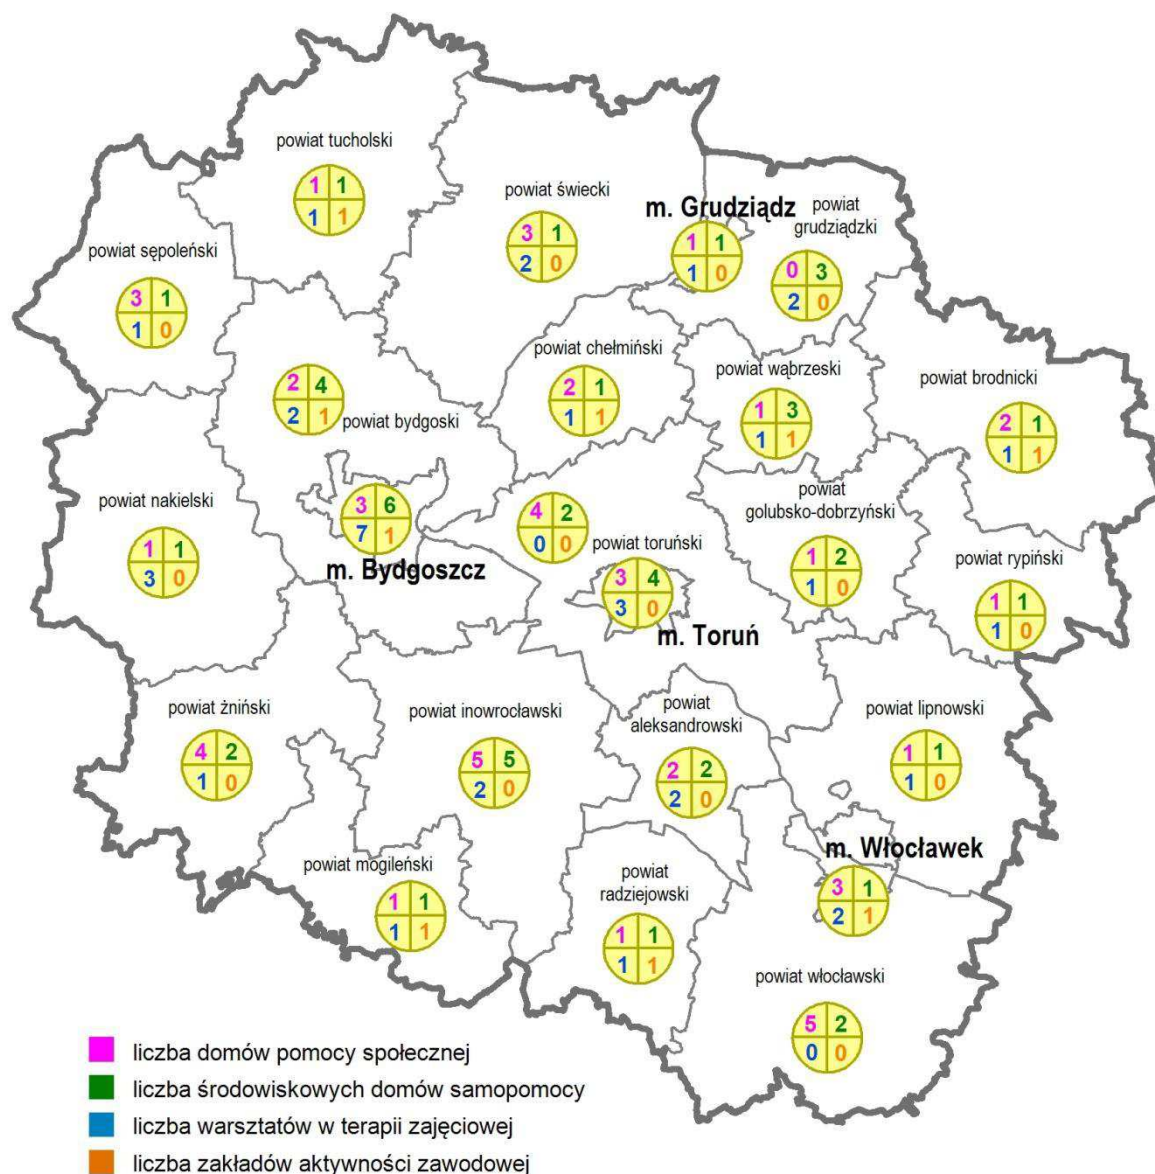 powiat tucholski
1 1
1 1
powiat świecki
3 1
2 0
m. Grudziądz
1 1
1 0
powiat
grudziądzki
0 3
2 0
powiat sępoleński
3 1
1 0
powiat chełmiński
2 1
1 1
powiat wąbrzeski
1 3
1 1
powiat brodnicki
2 1
1 1
2 4
2 1
powiat bydgoski
powiat nakielski
1 1
3 0
3 6
7 1
m. Bydgoszcz
4 2
0 0
powiat toruński
3 4
3 0
m. Toruń
powiat
golubsko-dobrzyński
1 2
1 0
powiat rypiński
1 1
1 0
powiat żniński
4 2
1 0
powiat inowrocławski
5 5
2 0
powiat
aleksandrowski
2 2
2 0
powiat lipnowski
1 1
1 0
powiat mogileński
1 1
1 1
powiat
radziejowski
1 1
1 1
m. Włocławek
3 1
2 1
powiat włocławski
5 2
0 0
liczba domów pomocy społecznej
liczba środowiskowych domów samopomocy
liczba warsztatów w terapii zajęciowej
liczba zakładów aktywności zawodowej